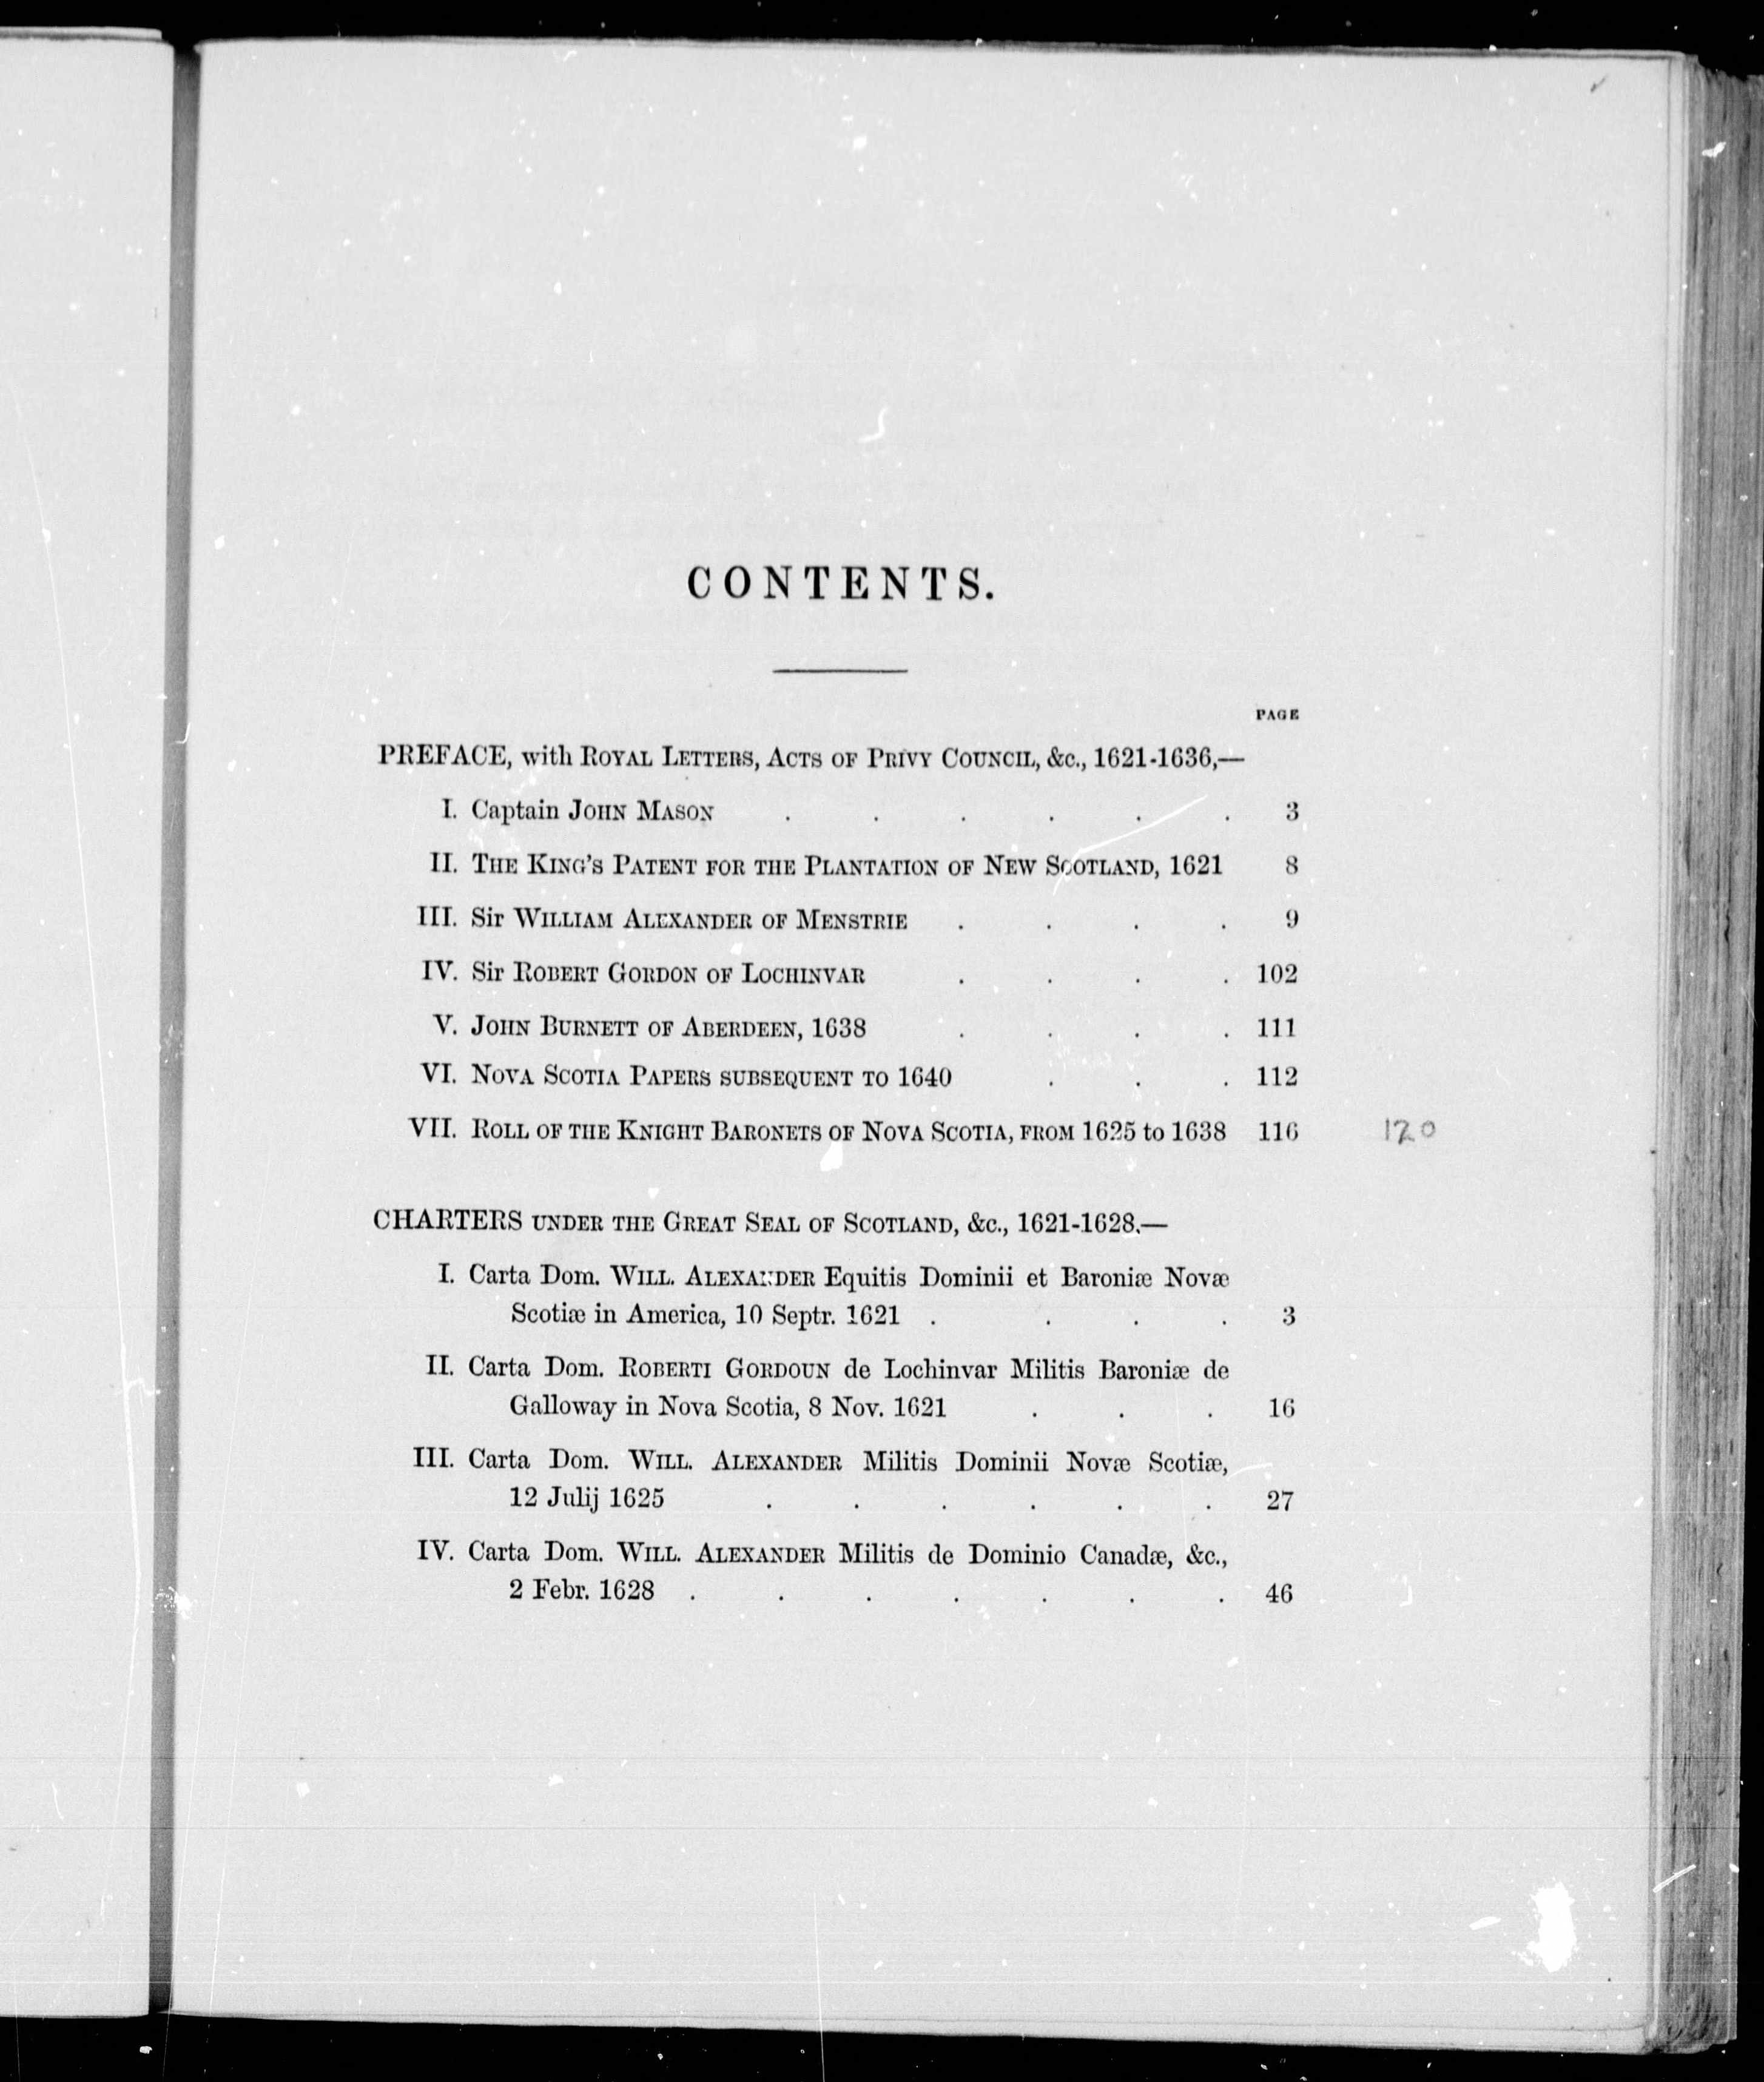 CONTENTS.
PAGE
PREFACE, with ROYAL LETTERS, ACTS OF PRIVY COUNCIL, &c., 1621-1636,—
I. Captain JOHN MASON . . . . . . 3
II. THE KING'S PATENT FOR THE PLANTATION OF NEW SCOTLAND, 1621 8
III. Sir WILLIAM ALEXANDER OF MENSTRIE . . . . 9
IV. Sir ROBERT GORDON OF LOCHINVAR . . . . 102
V. JOHN BURNETT OF ABERDEEN, 1638 . . . . 111
VI. NOVA SCOTIA PAPERS SUBSEQUENT TO 1640 . . . 112
VII. ROLL OF THE KNIGHT BARONETS OF NOVA SCOTIA, FROM 1625 to 1638 116 120
CHARTERS UNDER THE GREAT SEAL OF SCOTLAND, &c., 1621-1628.—
I. Carta Dom. WILL. ALEXANDER Equitis Dominii et Baroniæ Novæ
Scotiæ in America, 10 Septr. 1621 . . . . 3
II. Carta Dom. ROBERTI GORDOUN de Lochinvar Militis Baroniæ de
Galloway in Nova Scotia, 8 Nov. 1621 . . . 16
III. Carta Dom. WILL. ALEXANDER Militis Dominii Novæ Scotiæ,
12 Julij 1625 . . . . . . 27
IV. Carta Dom. WILL. ALEXANDER Militis de Dominio Canadæ, &c.,
2 Febr. 1628 . . . . . . . 46